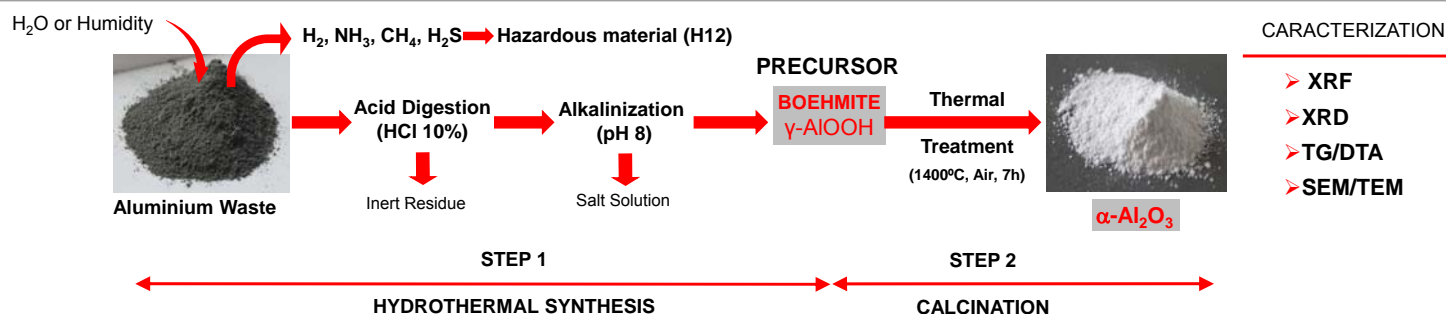 H₂O or Humidity
H₂, NH₃, CH₄, H₂S Hazardous material (H12)
CARACTERIZATION
Aluminium Waste
Acid Digestion
(HCl 10%)
Inert Residue
Alkalinization
(pH 8)
Salt Solution
PRECURSOR
BOEHMITE
γ-AlOOH
Thermal
Treatment
(1400ºC, Air, 7h)
α-Al₂O₃
➢ XRF
➢ XRD
➢ TG/DTA
➢ SEM/TEM
STEP 1
HYDROTHERMAL SYNTHESIS
STEP 2
CALCINATION